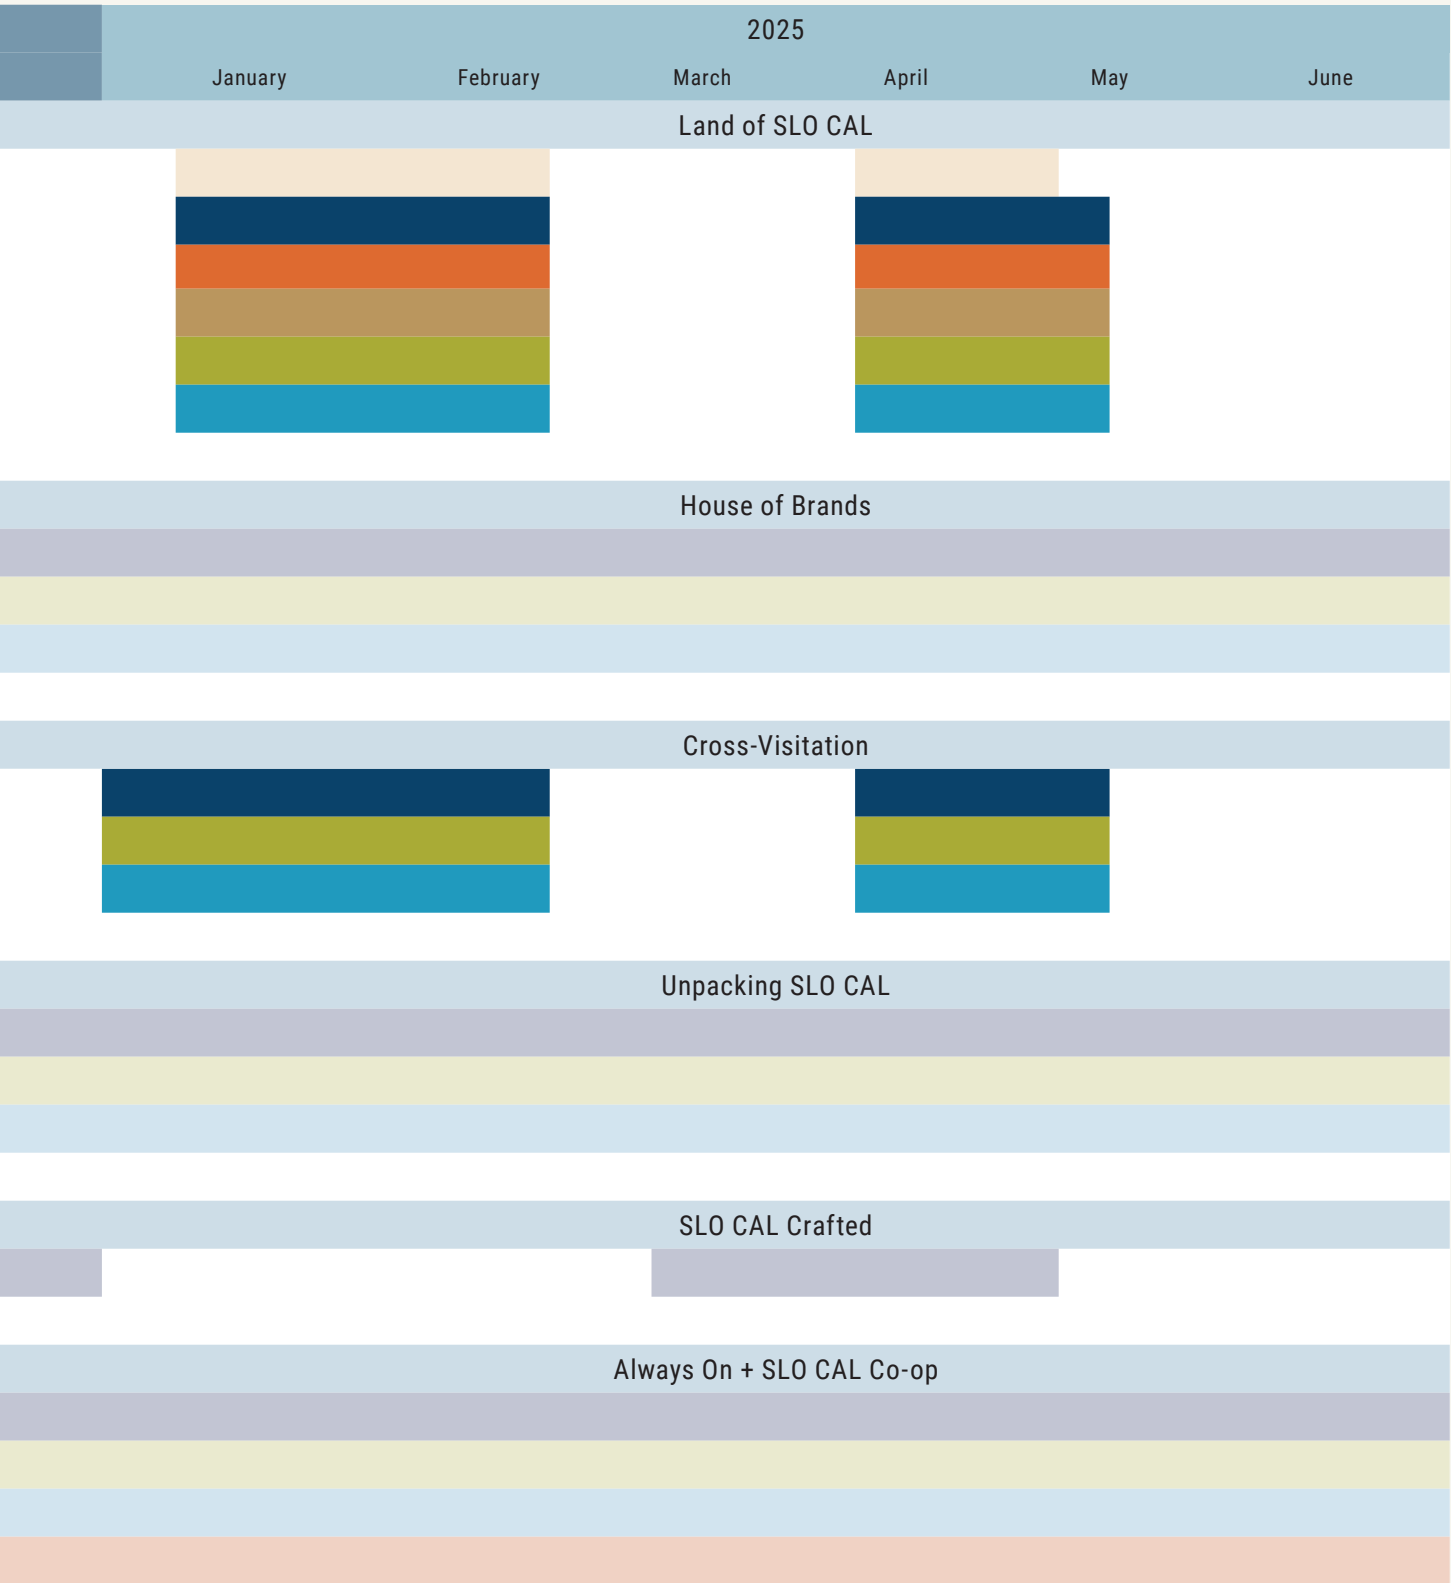 2025
January February March April May June
Land of SLO CAL
House of Brands
Cross-Visitation
Unpacking SLO CAL
SLO CAL Crafted
Always On + SLO CAL Co-op